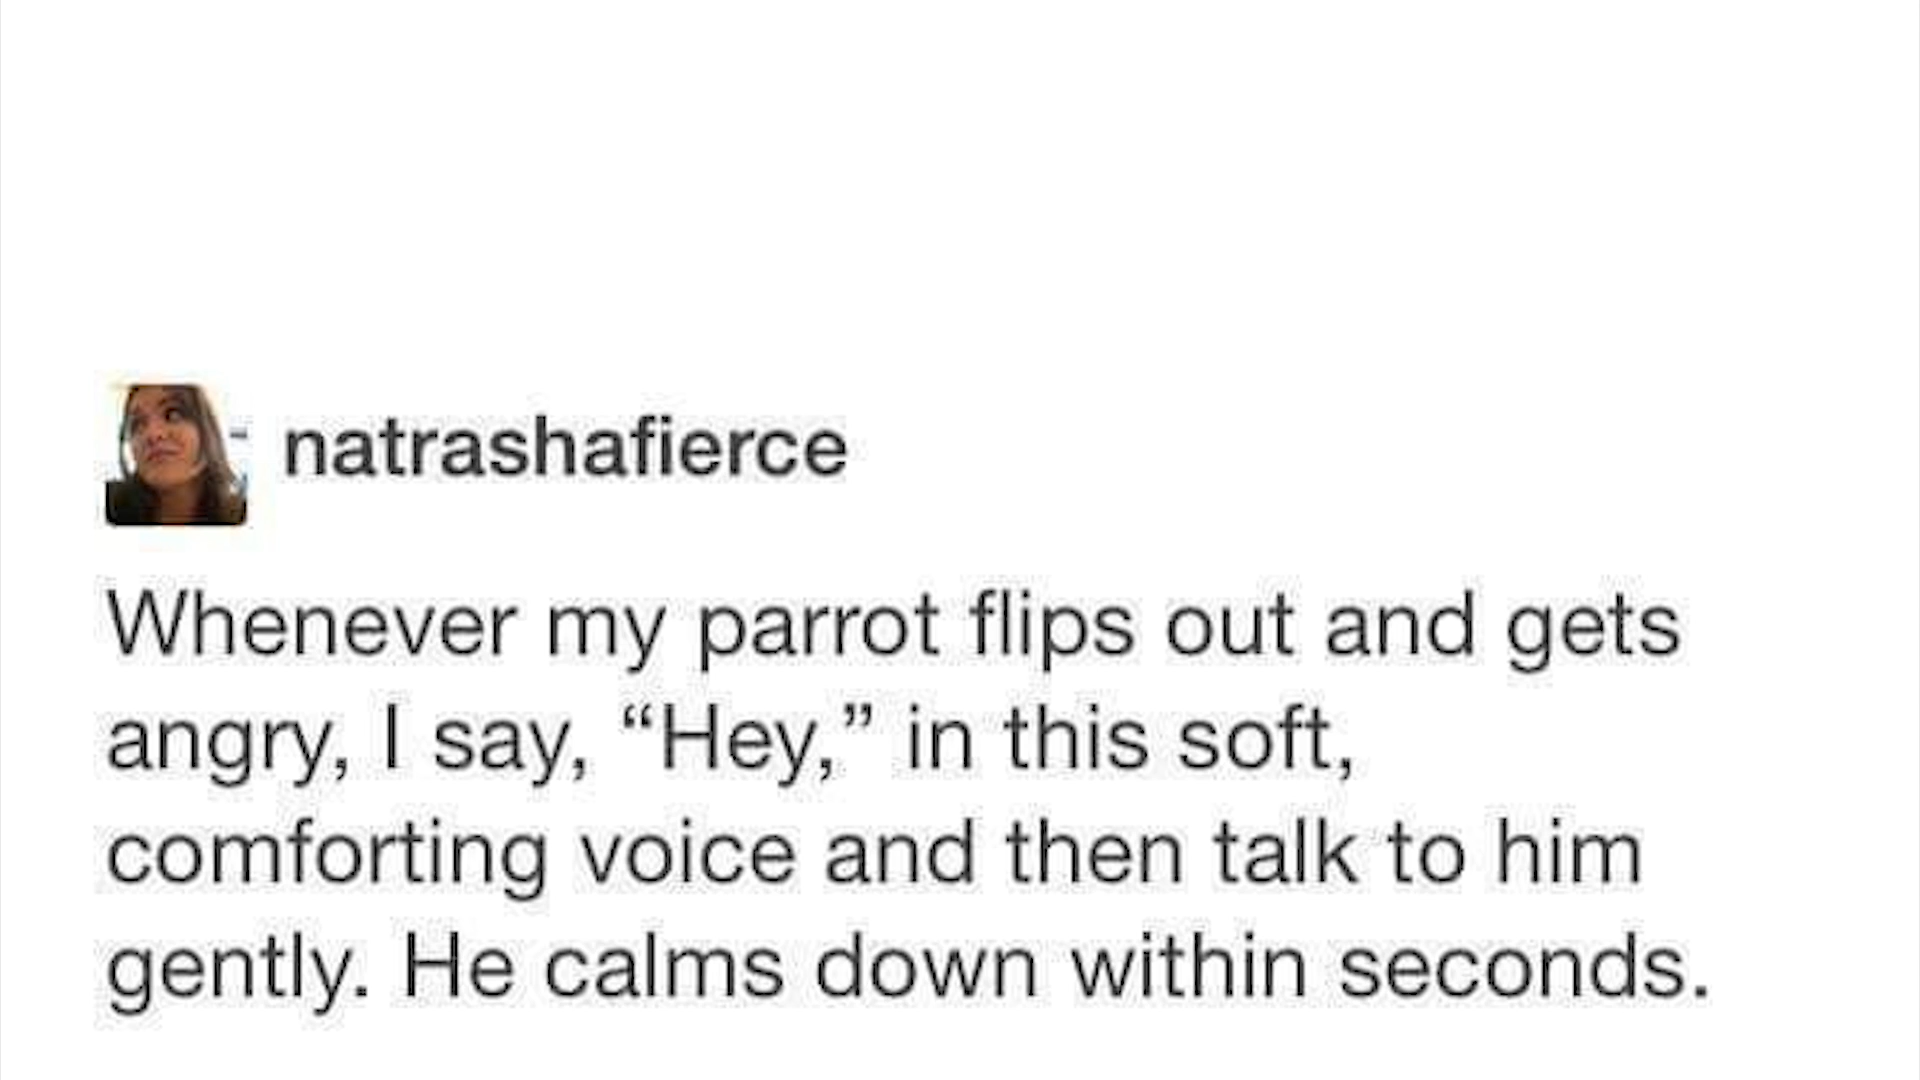 natrashafierce
Whenever my parrot flips out and gets
angry, I say, “Hey,” in this soft,
comforting voice and then talk to him
gently. He calms down within seconds.